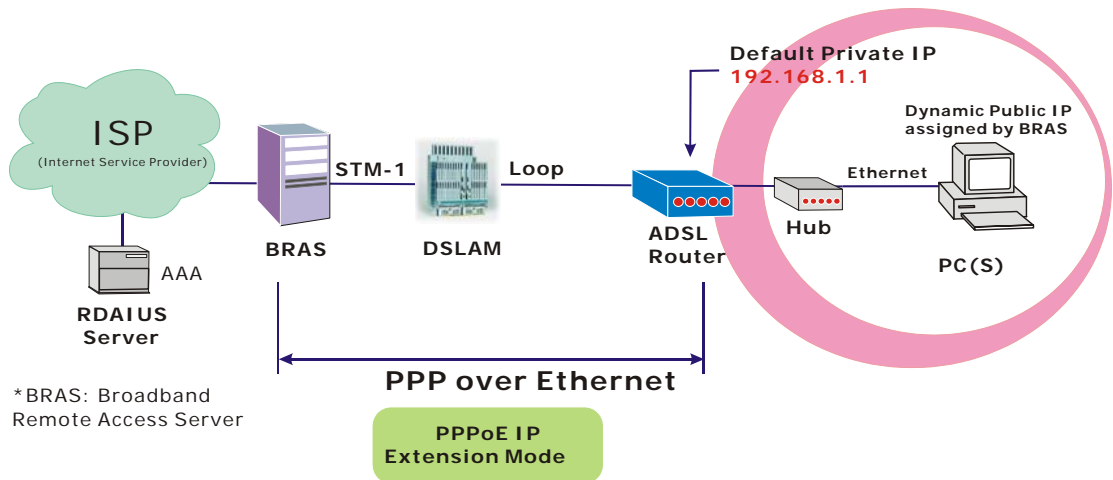 Default Private IP
192.168.1.1
ISP
(Internet Service Provider)
Dynamic Public IP
assigned by BRAS
STM-1
Loop
Ethernet
BRAS
DSLAM
ADSL
Router
Hub
PC(S)
AAA
RDAIUS
Server
PPP over Ethernet
*BRAS: Broadband
Remote Access Server
PPPoE IP
Extension Mode